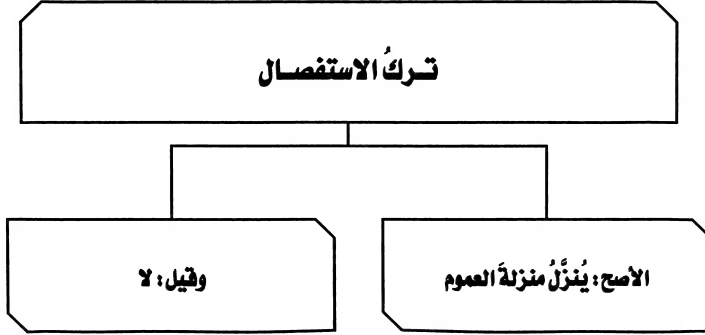 تـركُ الاستفصـال
الأصح: يُنزَّلُ منزلةَ العموم
وقيل: لا